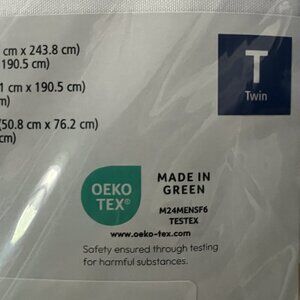 cm x 243.8 cm)
190.5 cm)
T
Twin
1 cm x 190.5 cm)
m)
(50.8 cm x 76.2 cm)
cm)
OEKO
TEX®
MADE IN
GREEN
M24MENSF6
TESTEX
www.oeko-tex.com
Safety ensured through testing
for harmful substances.